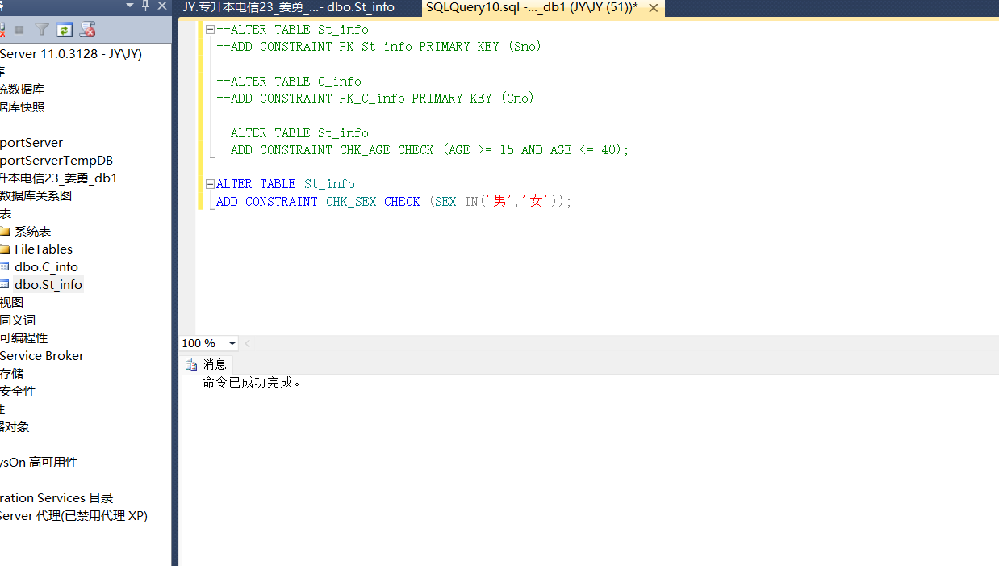 JY.专升本电信23_姜勇_...- dbo.St_info
SQLQuery10.sql -..._db1 (JY\JY (51))*
Server 11.0.3128 - JY\JY)
库
统数据库
据库快照
portServer
portServerTempDB
升本电信23_姜勇_db1
数据库关系图
表
系统表
FileTables
dbo.C_info
dbo.St_info
视图
同义词
可编程性
Service Broker
存储
安全性
性
器对象
ysOn 高可用性
ration Services 目录
Server 代理(已禁用代理 XP)
--ALTER TABLE St_info
--ADD CONSTRAINT PK_St_info PRIMARY KEY (Sno)
--ALTER TABLE C_info
--ADD CONSTRAINT PK_C_info PRIMARY KEY (Cno)
--ALTER TABLE St_info
--ADD CONSTRAINT CHK_AGE CHECK (AGE >= 15 AND AGE <= 40);
ALTER TABLE St_info
ADD CONSTRAINT CHK_SEX CHECK (SEX IN('男','女'));
100 %
消息
命令已成功完成。